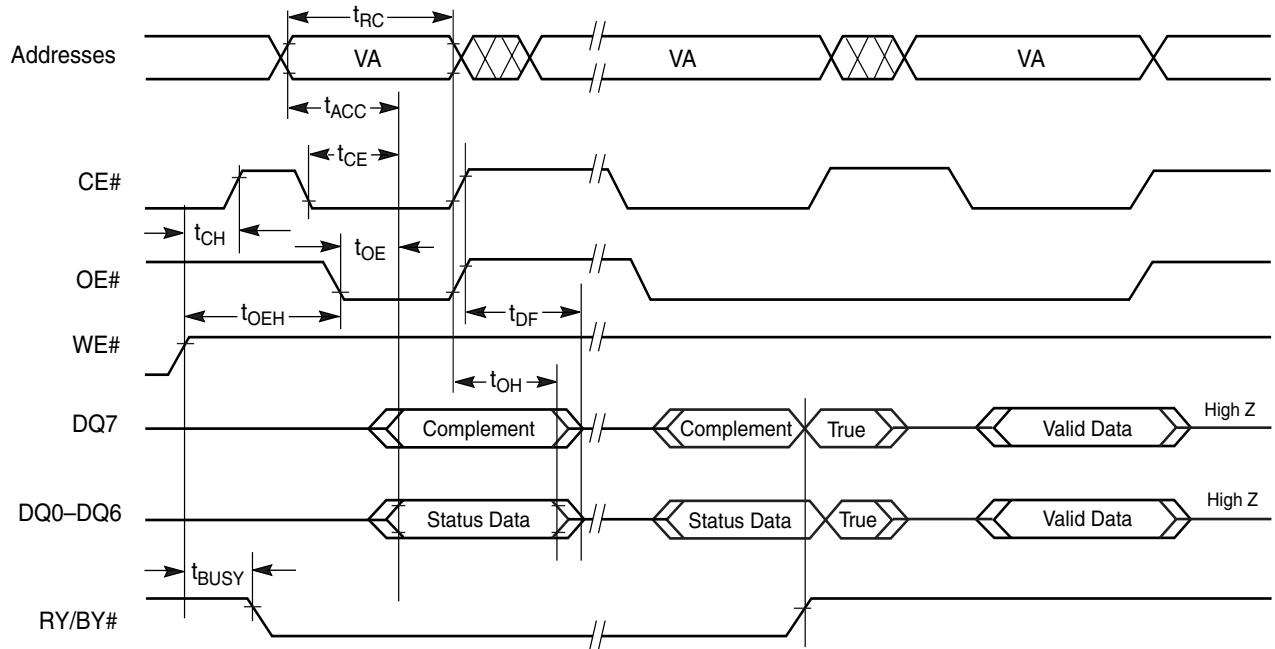 tRC
Addresses VA VA VA
tACC
tCE
CE#
tCH tOE
OE#
tOEH tDF
WE#
tOH
DQ7 Complement Complement True Valid Data High Z
DQ0–DQ6 Status Data Status Data True Valid Data High Z
tBUSY
RY/BY#